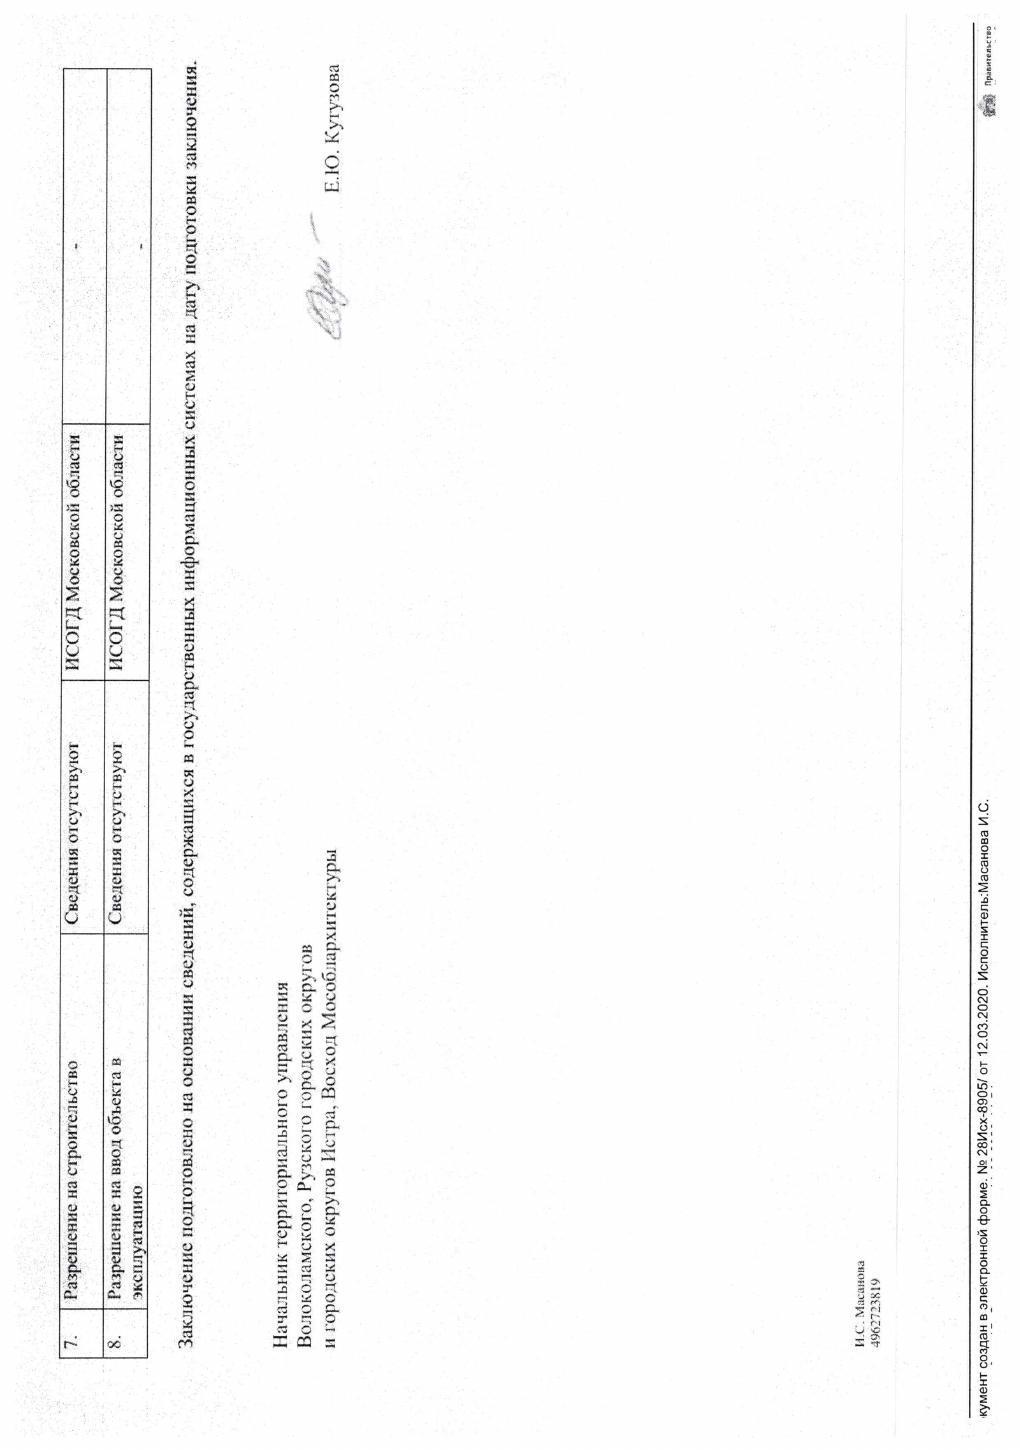 7. Разрешение на строительство Сведения отсутствуют ИСОГД Московской области -
8. Разрешение на ввод объекта в Сведения отсутствуют ИСОГД Московской области -
эксплуатацию
Заключение подготовлено на основании сведений, содержащихся в государственных информационных системах на дату подготовки заключения.
Начальник территориального управления
Волоколамского, Рузского городских округов
и городских округов Истра, Восход Мособлархитектуры Е.Ю. Кутузова
И.С. Масанова
4962723819
кумент создан в электронной форме. № 28Исх-8905/ от 12.03.2020. Исполнитель:Масанова И.С.
Правительство